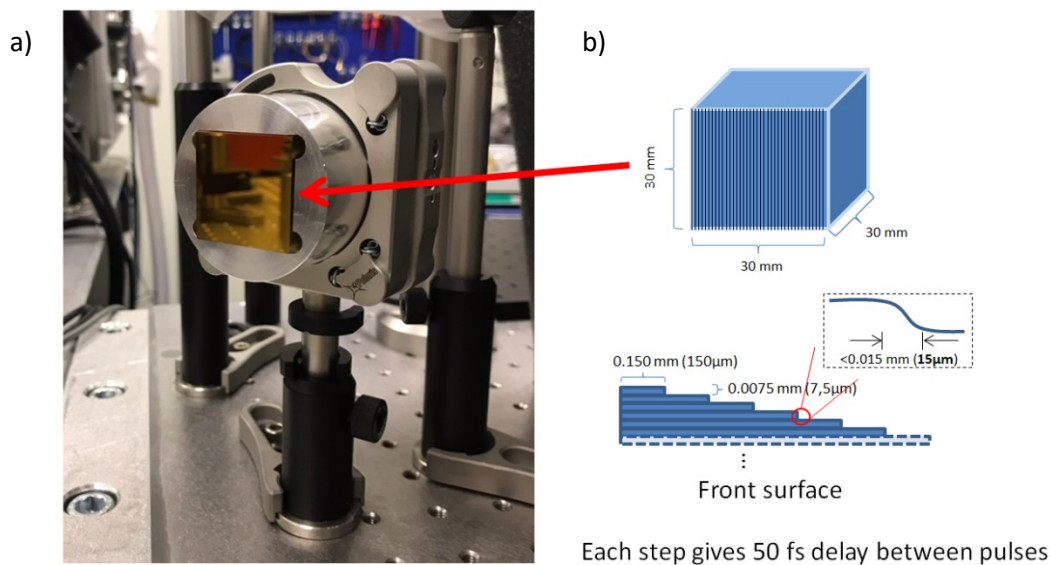 a)
b)
30 mm
30 mm
30 mm
0.150 mm (150μm)
0.0075 mm (7,5μm)
<0.015 mm (15μm)
⋮
Front surface
Each step gives 50 fs delay between pulses